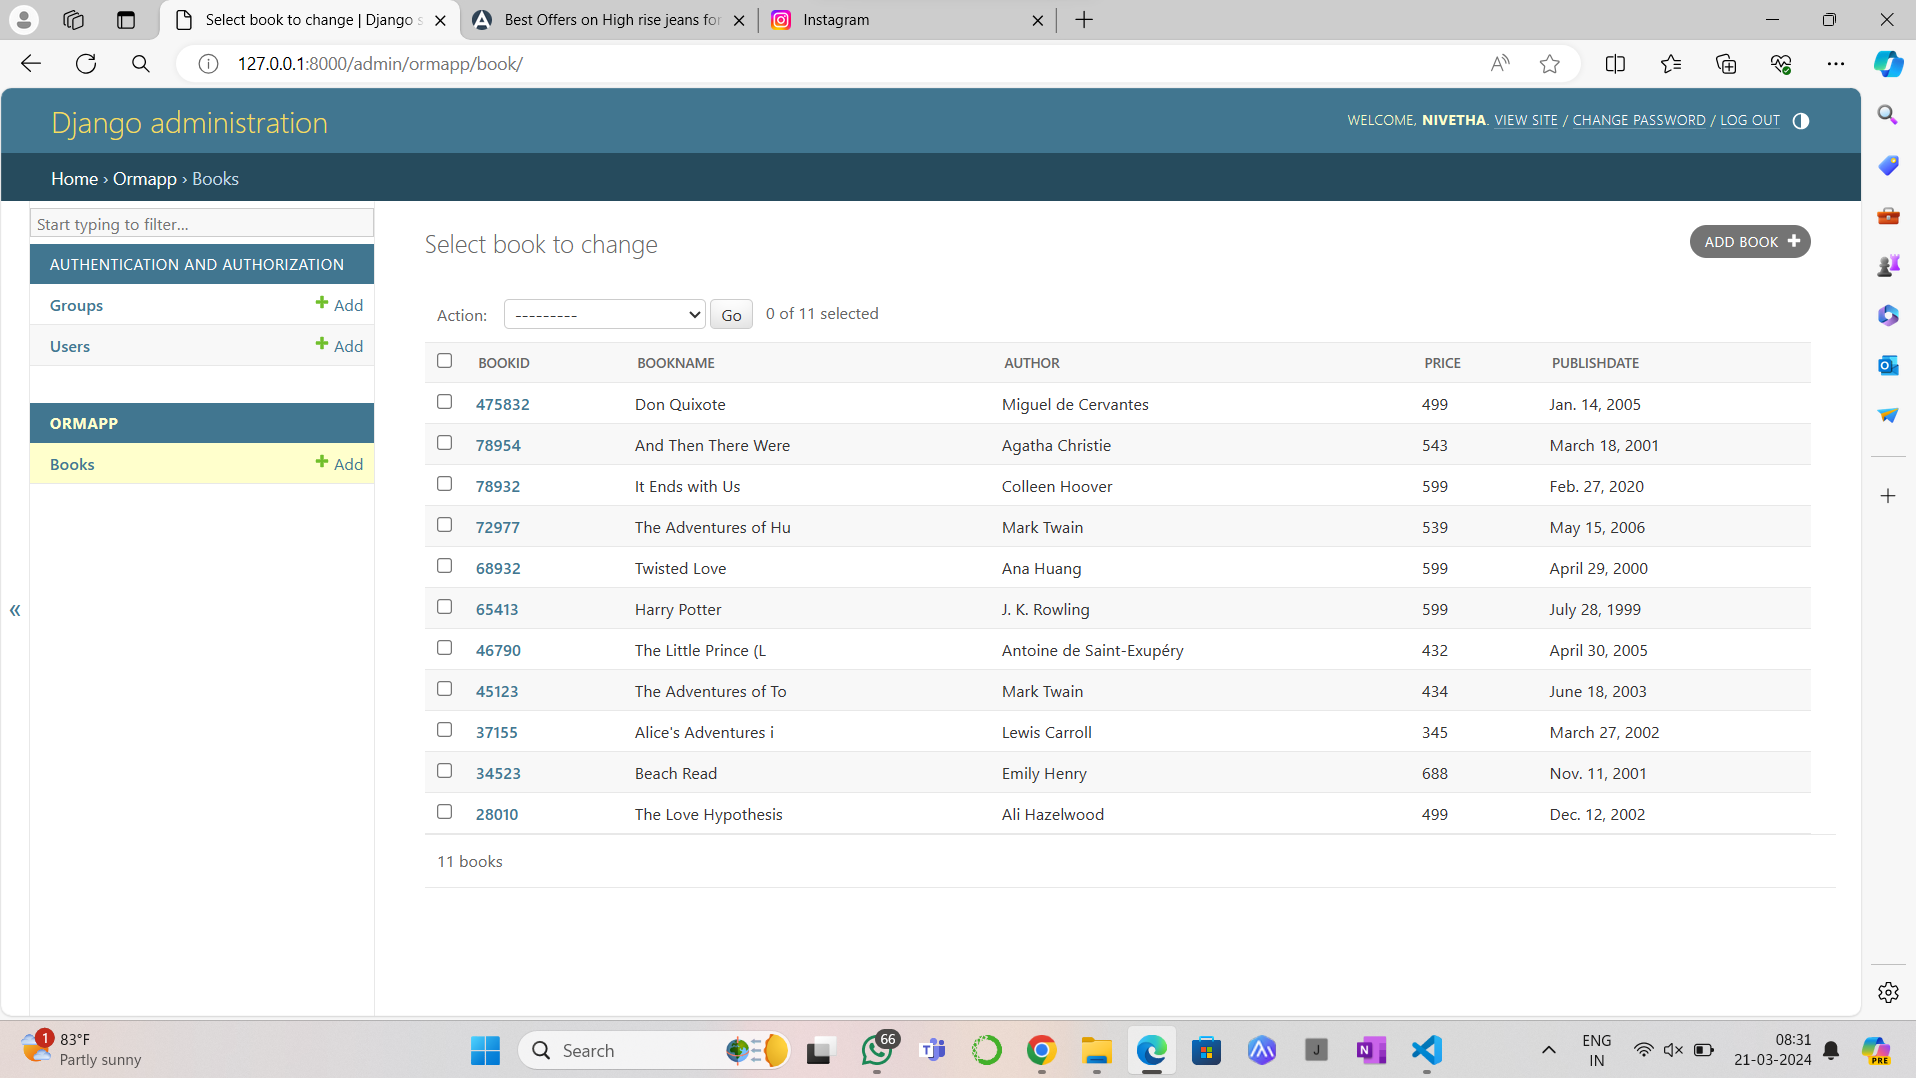 Select book to change | Django s
Best Offers on High rise jeans for
Instagram
127.0.0.1:8000/admin/ormapp/book/
Django administration
WELCOME, NIVETHA. VIEW SITE / CHANGE PASSWORD / LOG OUT
Home › Ormapp › Books
Start typing to filter...
AUTHENTICATION AND AUTHORIZATION
Groups + Add
Users + Add
ORMAPP
Books + Add
«
Select book to change
ADD BOOK +
Action: --------- Go 0 of 11 selected
BOOKID BOOKNAME AUTHOR PRICE PUBLISHDATE
475832 Don Quixote Miguel de Cervantes 499 Jan. 14, 2005
78954 And Then There Were Agatha Christie 543 March 18, 2001
78932 It Ends with Us Colleen Hoover 599 Feb. 27, 2020
72977 The Adventures of Hu Mark Twain 539 May 15, 2006
68932 Twisted Love Ana Huang 599 April 29, 2000
65413 Harry Potter J. K. Rowling 599 July 28, 1999
46790 The Little Prince (L Antoine de Saint-Exupéry 432 April 30, 2005
45123 The Adventures of To Mark Twain 434 June 18, 2003
37155 Alice's Adventures i Lewis Carroll 345 March 27, 2002
34523 Beach Read Emily Henry 688 Nov. 11, 2001
28010 The Love Hypothesis Ali Hazelwood 499 Dec. 12, 2002
11 books
1
83°F
Partly sunny
Search
66
J
N
ENG
IN
08:31
21-03-2024
PRE